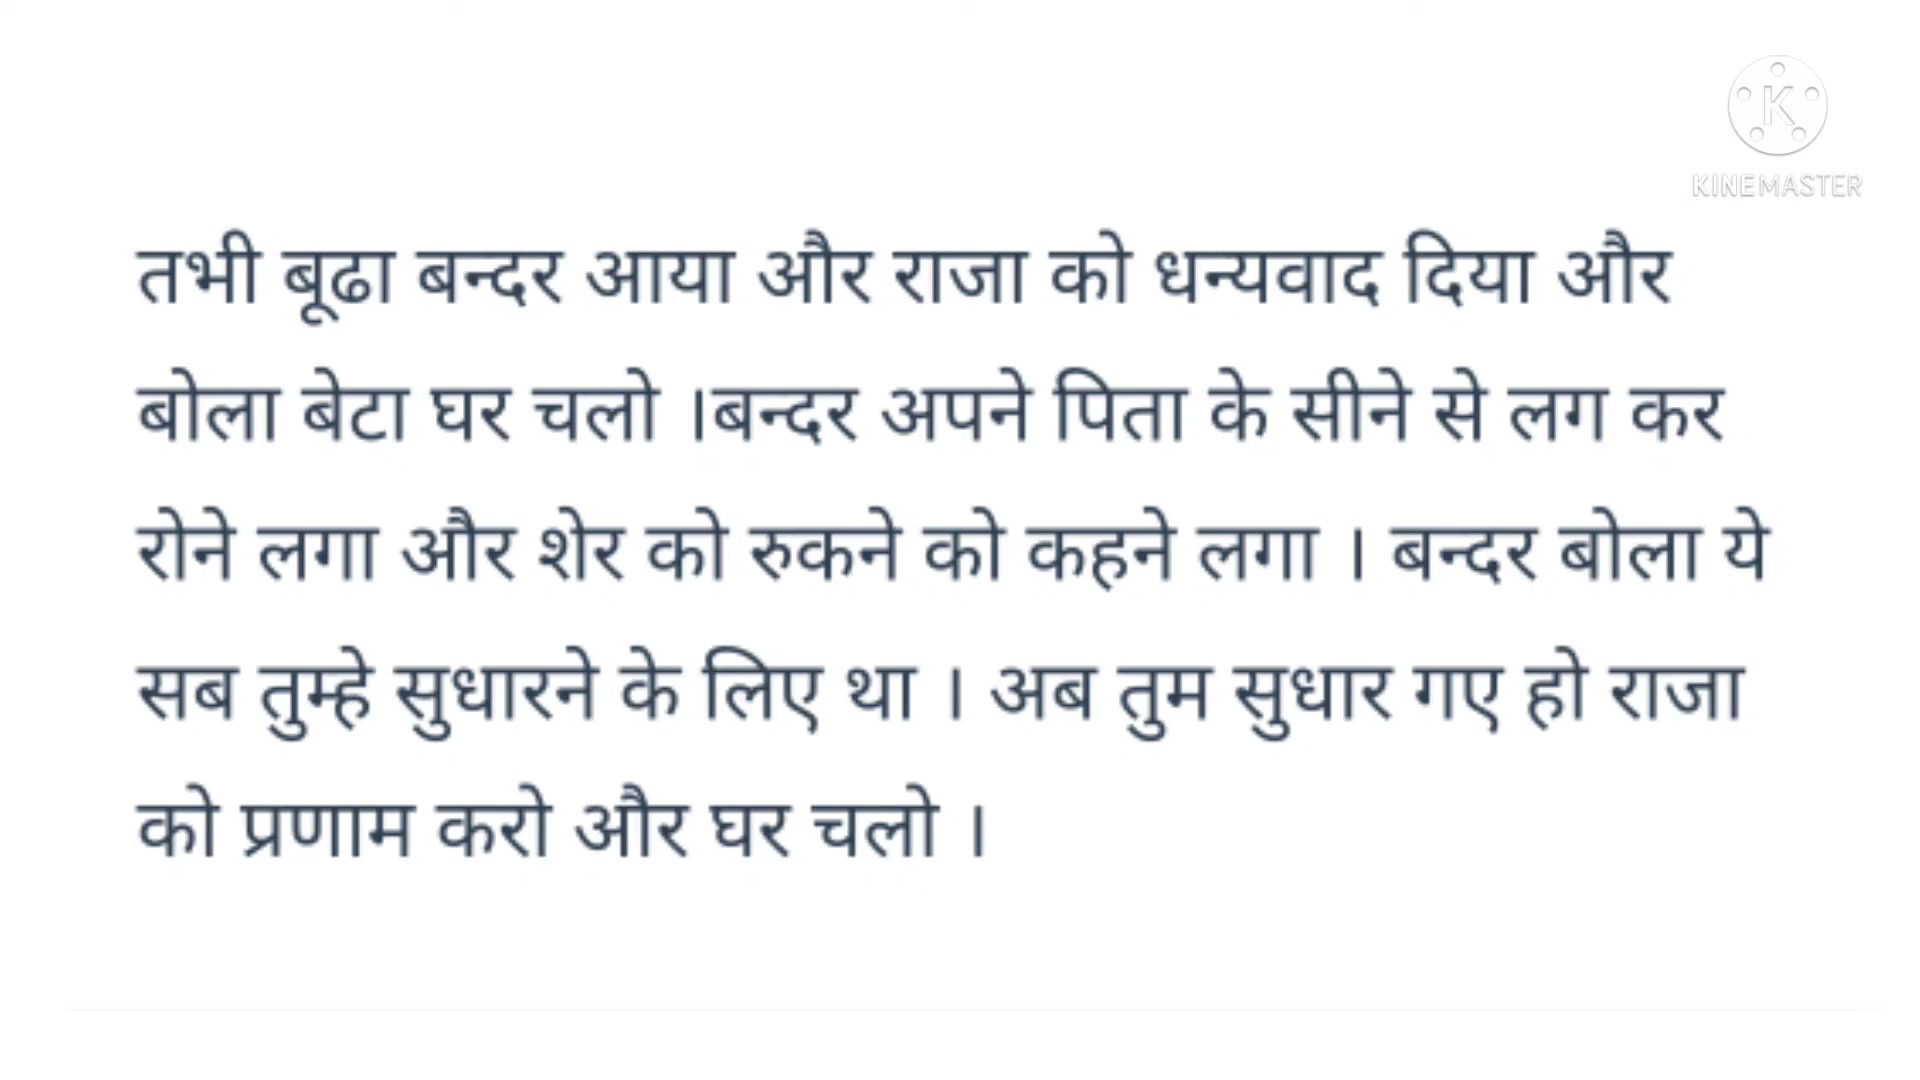 K
KINEMASTER
तभी बूढा बन्दर आया और राजा को धन्यवाद दिया और
बोला बेटा घर चलो ।बन्दर अपने पिता के सीने से लग कर
रोने लगा और शेर को रुकने को कहने लगा । बन्दर बोला ये
सब तुम्हे सुधारने के लिए था । अब तुम सुधार गए हो राजा
को प्रणाम करो और घर चलो ।